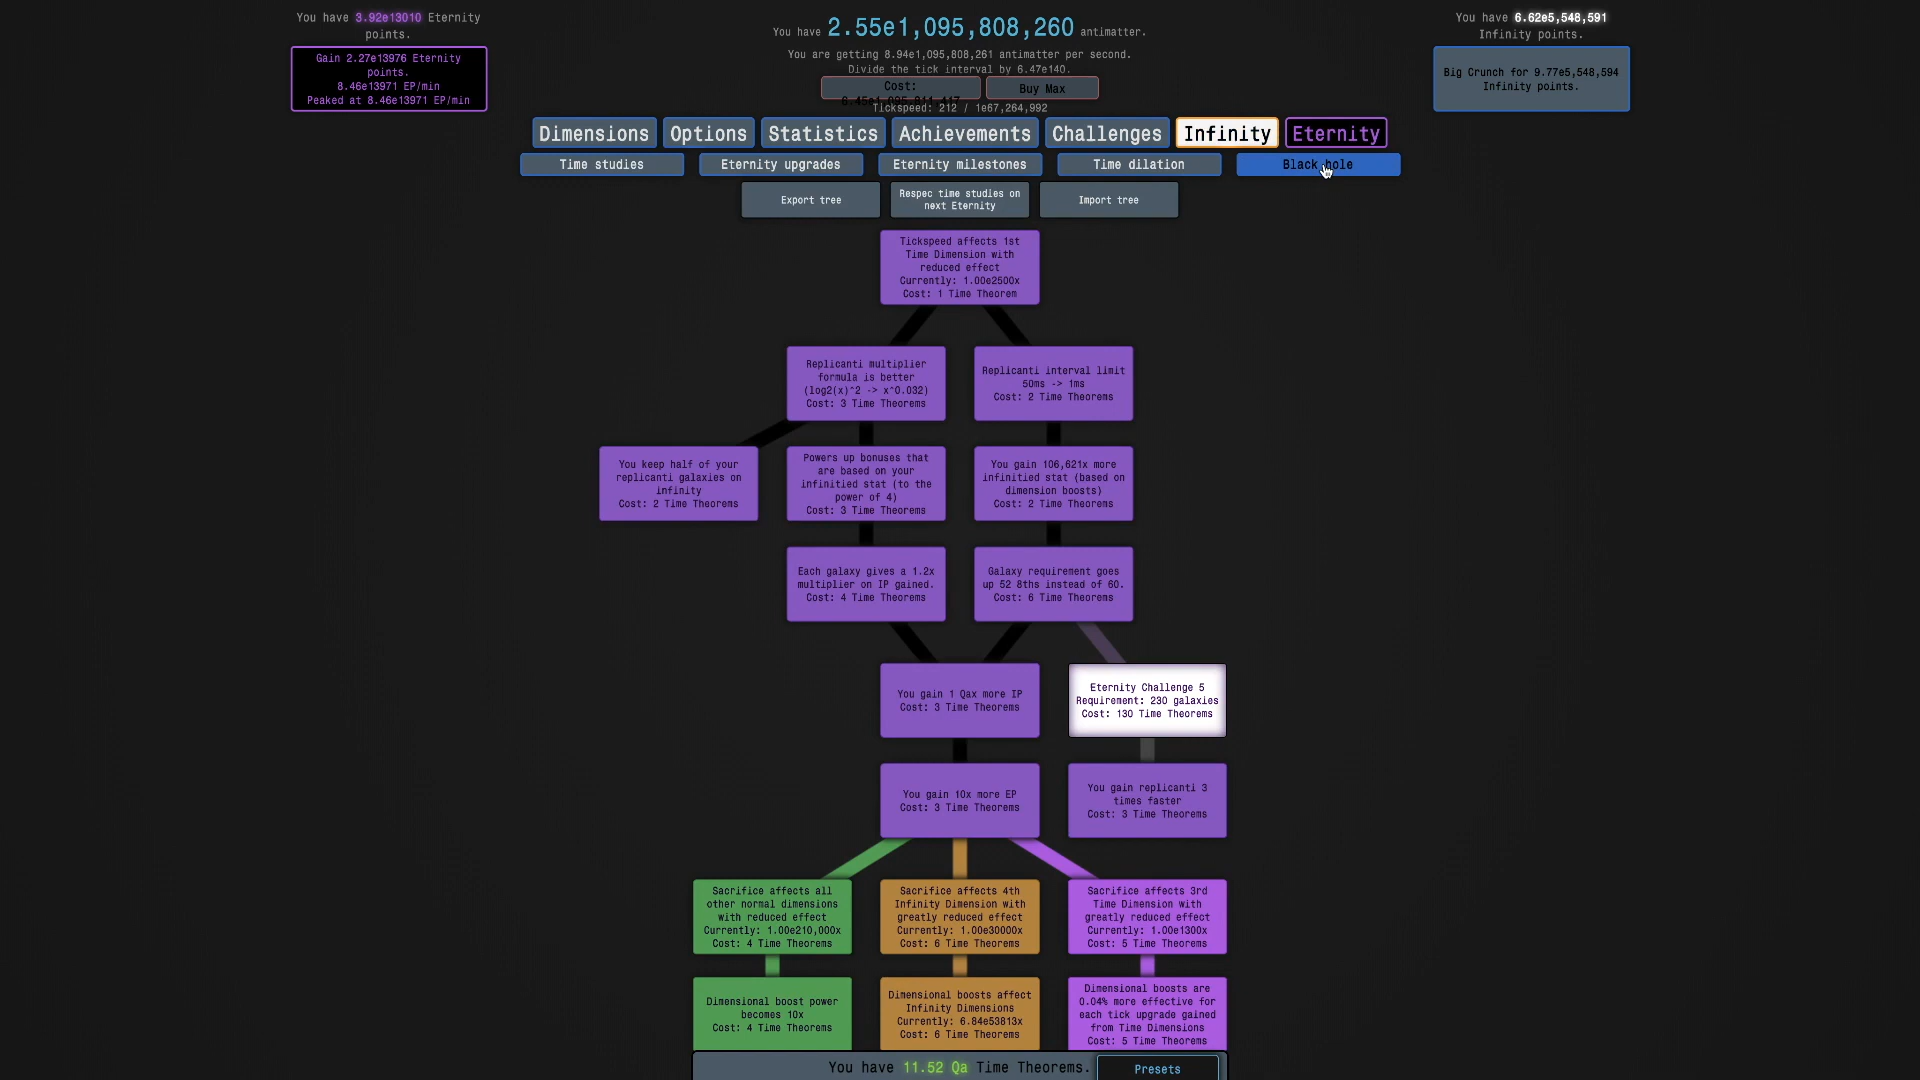 You have 3.92e13010 Eternity
points.
Gain 2.27e13976 Eternity
points.
8.46e13971 EP/min
Peaked at 8.46e13971 EP/min
You have 2.55e1,095,808,260 antimatter.
You are getting 8.94e1,095,808,261 antimatter per second.
Divide the tick interval by 6.47e140.
Cost:
Buy Max
Tickspeed: 212 / 1e67,264,992
You have 6.62e5,548,591
Infinity points.
Big Crunch for 9.77e5,548,594
Infinity points.
Dimensions
Options
Statistics
Achievements
Challenges
Infinity
Eternity
Time studies
Eternity upgrades
Eternity milestones
Time dilation
Black hole
Export tree
Respec time studies on
next Eternity
Import tree
Tickspeed affects 1st
Time Dimension with
reduced effect
Currently: 1.00e2500x
Cost: 1 Time Theorem
Replicanti multiplier
formula is better
(log2(x)^2 -> x^0.032)
Cost: 3 Time Theorems
Replicanti interval limit
50ms -> 1ms
Cost: 2 Time Theorems
You keep half of your
replicanti galaxies on
infinity
Cost: 2 Time Theorems
Powers up bonuses that
are based on your
infinitied stat (to the
power of 4)
Cost: 3 Time Theorems
You gain 106,621x more
infinitied stat (based on
dimension boosts)
Cost: 2 Time Theorems
Each galaxy gives a 1.2x
multiplier on IP gained.
Cost: 4 Time Theorems
Galaxy requirement goes
up 52 8ths instead of 60.
Cost: 6 Time Theorems
You gain 1 Qax more IP
Cost: 3 Time Theorems
Eternity Challenge 5
Requirement: 230 galaxies
Cost: 130 Time Theorems
You gain 10x more EP
Cost: 3 Time Theorems
You gain replicanti 3
times faster
Cost: 3 Time Theorems
Sacrifice affects all
other normal dimensions
with reduced effect
Currently: 1.00e210,000x
Cost: 4 Time Theorems
Sacrifice affects 4th
Infinity Dimension with
greatly reduced effect
Currently: 1.00e30000x
Cost: 6 Time Theorems
Sacrifice affects 3rd
Time Dimension with
greatly reduced effect
Currently: 1.00e1300x
Cost: 5 Time Theorems
Dimensional boost power
becomes 10x
Cost: 4 Time Theorems
Dimensional boosts affect
Infinity Dimensions
Currently: 6.84e53813x
Cost: 6 Time Theorems
Dimensional boosts are
0.04% more effective for
each tick upgrade gained
from Time Dimensions
Cost: 5 Time Theorems
You have 11.52 Qa Time Theorems.
Presets